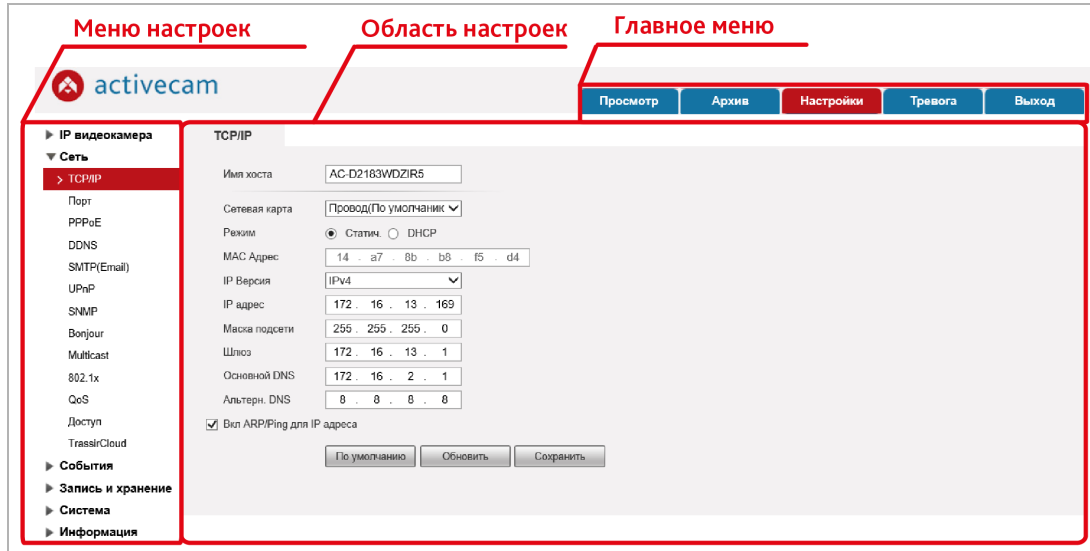 Меню настроек
Область настроек
Главное меню
activecam
Просмотр Архив Настройки Тревога Выход
IP видеокамера
Сеть
TCP/IP
Порт
PPPoE
DDNS
SMTP(Email)
UPnP
SNMP
Bonjour
Multicast
802.1x
QoS
Доступ
TrassirCloud
События
Запись и хранение
Система
Информация
TCP/IP
Имя хоста AC-D2183WDZIR5
Сетевая карта Провод(По умолчаник
Режим Статич. DHCP
MAC Адрес 14 . a7 . 8b . b8 . f5 . d4
IP Версия IPv4
IP адрес 172 . 16 . 13 . 169
Маска подсети 255 . 255 . 255 . 0
Шлюз 172 . 16 . 13 . 1
Основной DNS 172 . 16 . 2 . 1
Альтерн. DNS 8 . 8 . 8 . 8
Вкл ARP/Ping для IP адреса
По умолчанию Обновить Сохранить